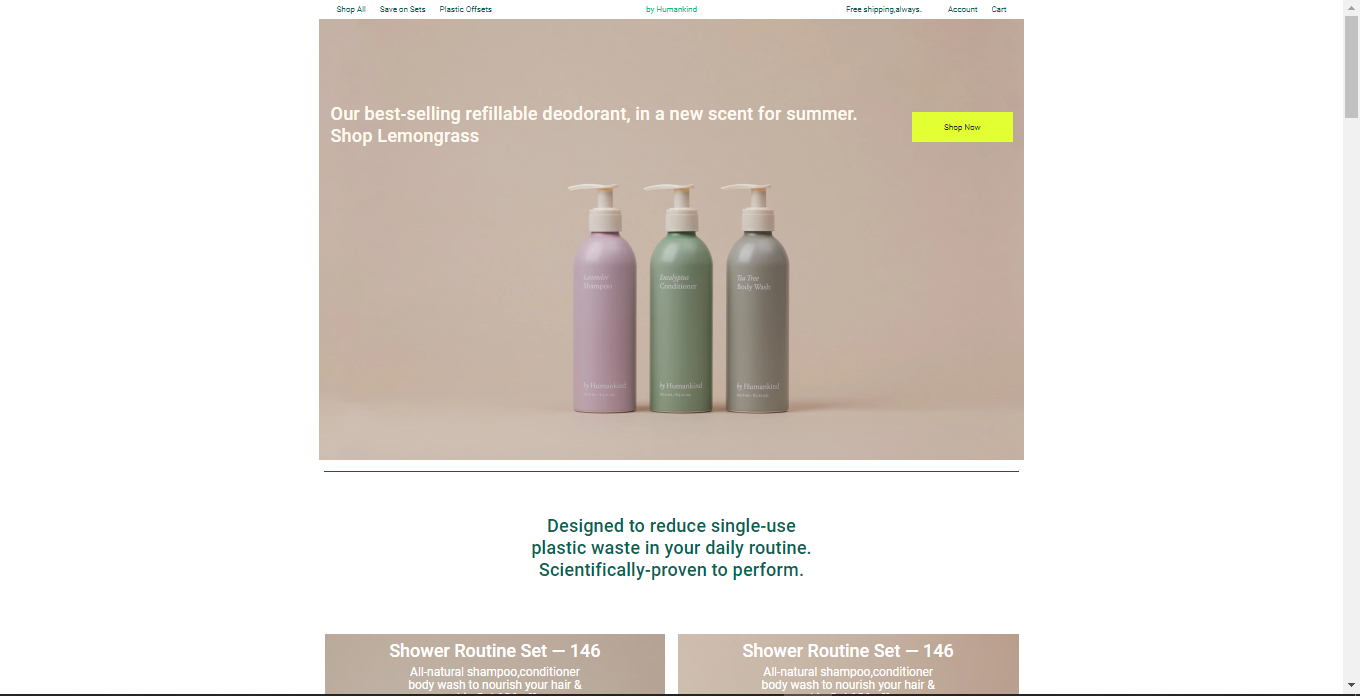 Shop All
Save on Sets
Plastic Offsets
by Humankind
Free shipping,always.
Account
Cart
Our best-selling refillable deodorant, in a new scent for summer.
Shop Lemongrass
Shop Now
Lavender
Shampoo
by Humankind
Eucalyptus
Conditioner
by Humankind
Tea Tree
Body Wash
by Humankind
Designed to reduce single-use
plastic waste in your daily routine.
Scientifically-proven to perform.
Shower Routine Set — 146
All-natural shampoo,conditioner
body wash to nourish your hair &
Shower Routine Set — 146
All-natural shampoo,conditioner
body wash to nourish your hair &